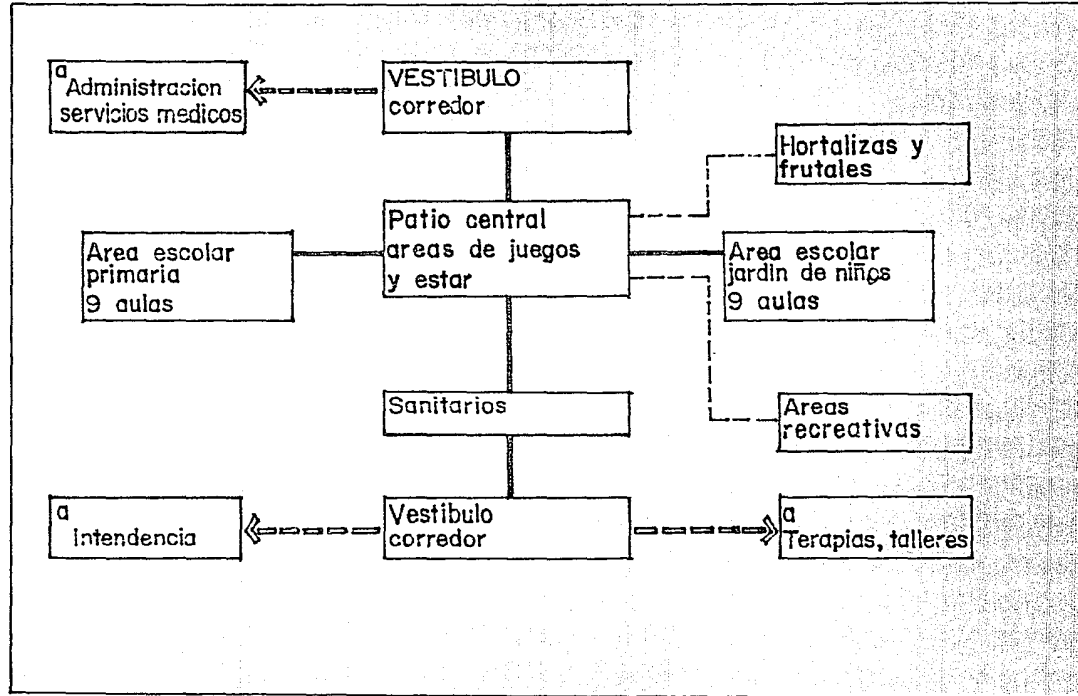 a
Administracion
servicios medicos
VESTIBULO
corredor
Hortalizas y
frutales
Patio central
areas de juegos
y estar
Area escolar
primaria
9 aulas
Area escolar
jardin de niños
9 aulas
Sanitarios
Areas
recreativas
a
Intendencia
Vestibulo
corredor
a
Terapias, talleres